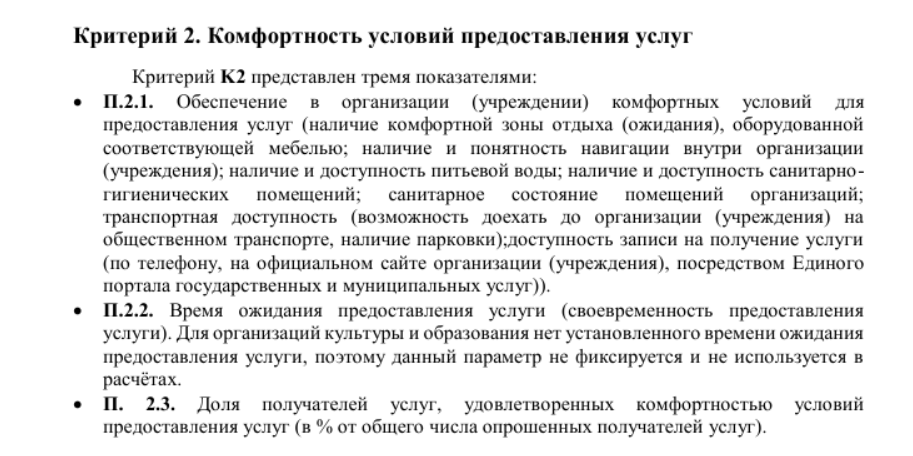 Критерий 2. Комфортность условий предоставления услуг
Критерий К2 представлен тремя показателями:
• П.2.1. Обеспечение в организации (учреждении) комфортных условий для
предоставления услуг (наличие комфортной зоны отдыха (ожидания), оборудованной
соответствующей мебелью; наличие и понятность навигации внутри организации
(учреждения); наличие и доступность питьевой воды; наличие и доступность санитарно-
гигиенических помещений; санитарное состояние помещений организаций;
транспортная доступность (возможность доехать до организации (учреждения) на
общественном транспорте, наличие парковки);доступность записи на получение услуги
(по телефону, на официальном сайте организации (учреждения), посредством Единого
портала государственных и муниципальных услуг)).
• П.2.2. Время ожидания предоставления услуги (своевременность предоставления
услуги). Для организаций культуры и образования нет установленного времени ожидания
предоставления услуги, поэтому данный параметр не фиксируется и не используется в
расчётах.
• П. 2.3. Доля получателей услуг, удовлетворенных комфортностью условий
предоставления услуг (в % от общего числа опрошенных получателей услуг).